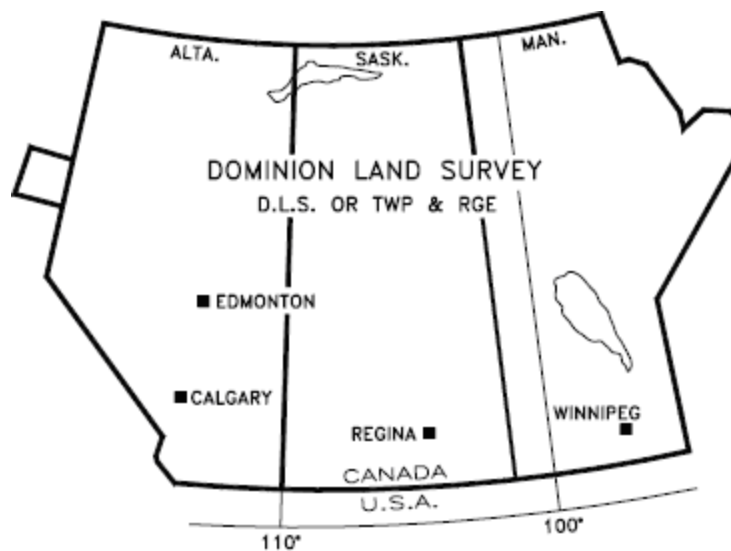 ALTA.
SASK.
MAN.
DOMINION LAND SURVEY
D.L.S. OR TWP & RGE
EDMONTON
CALGARY
WINNIPEG
REGINA
CANADA
U.S.A.
110°
100°